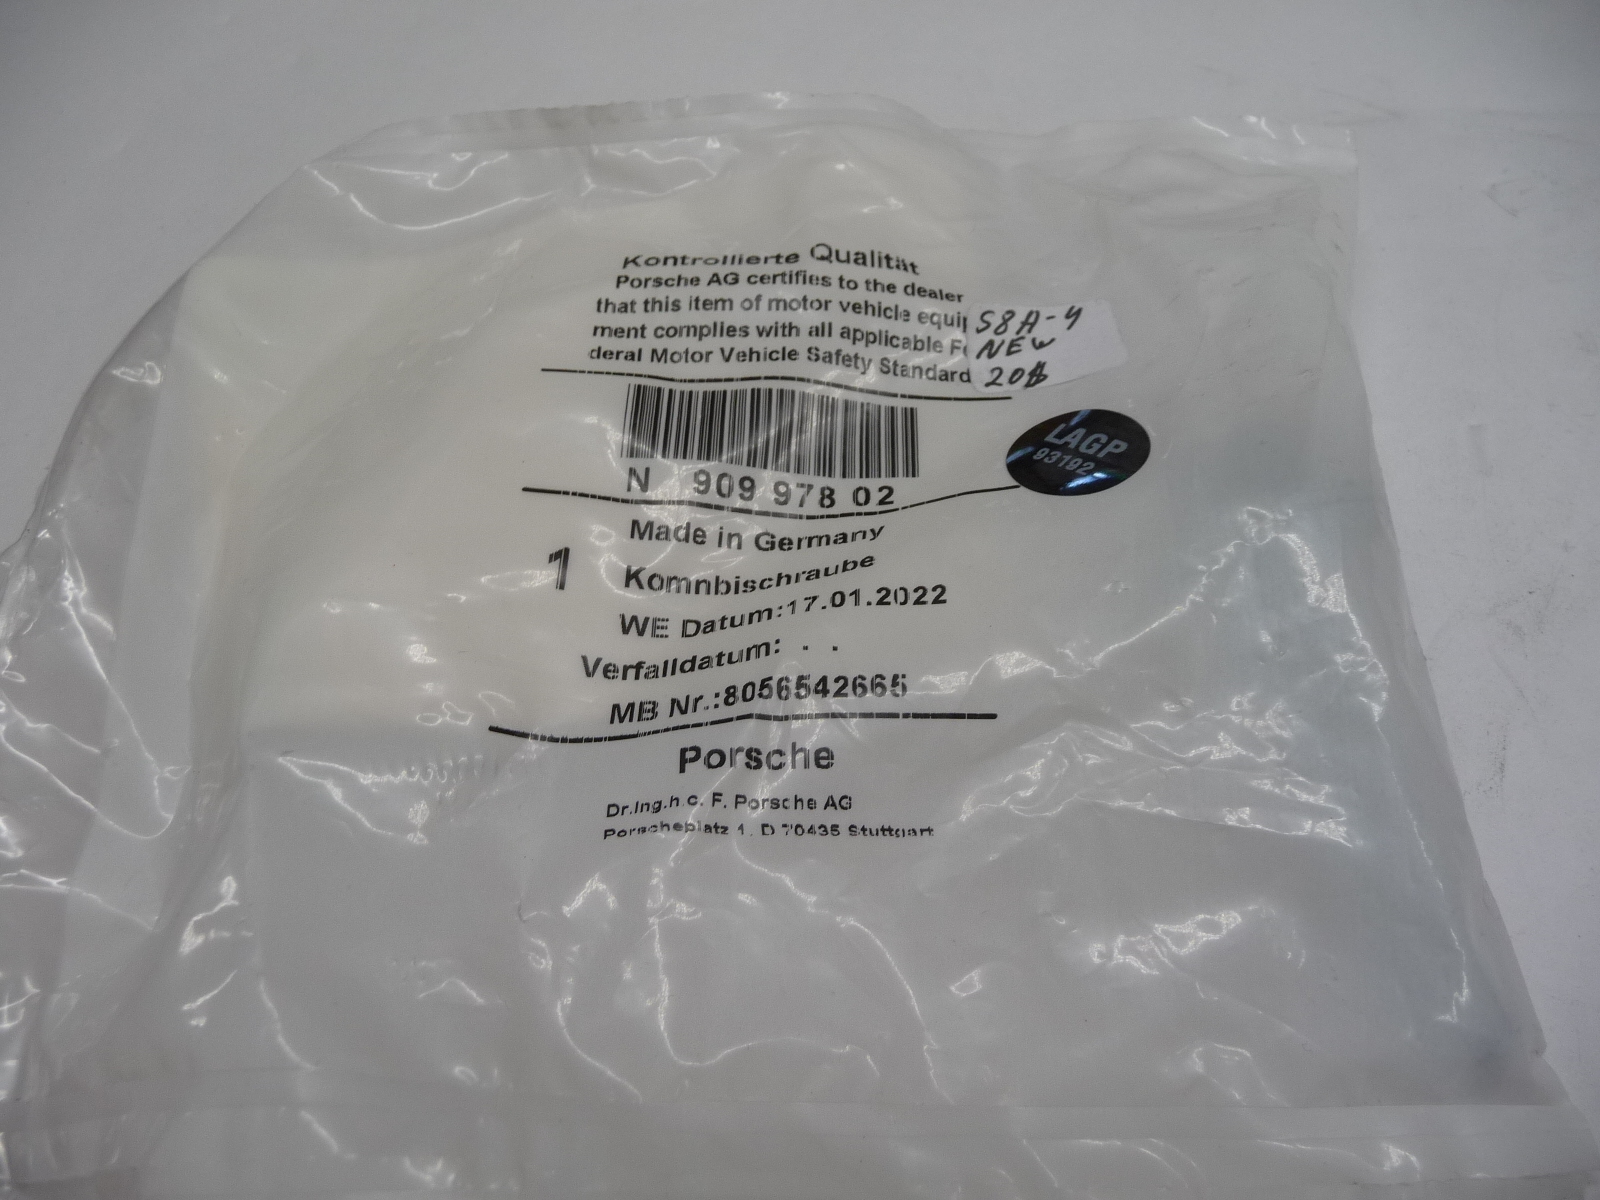 Kontrollierte Qualität
Porsche AG certifies to the dealer
that this item of motor vehicle equip
ment complies with all applicable Fe
deral Motor Vehicle Safety Standard
S8A-4
NEW
20$
N 909 978 02
LAGP
93192
Made in Germany
1 Komnbischraube
WE Datum:17.01.2022
Verfalldatum: . .
MB Nr.:8056542665
Porsche
Dr.Ing.h.c. F. Porsche AG
Porscheplatz 1, D 70435 Stuttgart